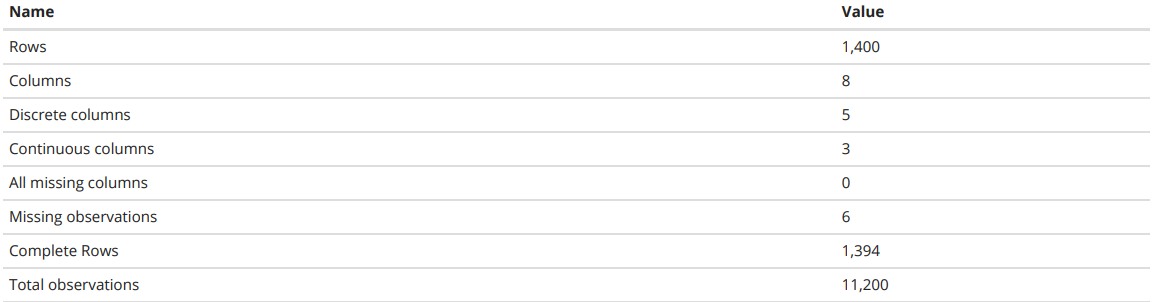 Name Value
Rows 1,400
Columns 8
Discrete columns 5
Continuous columns 3
All missing columns 0
Missing observations 6
Complete Rows 1,394
Total observations 11,200